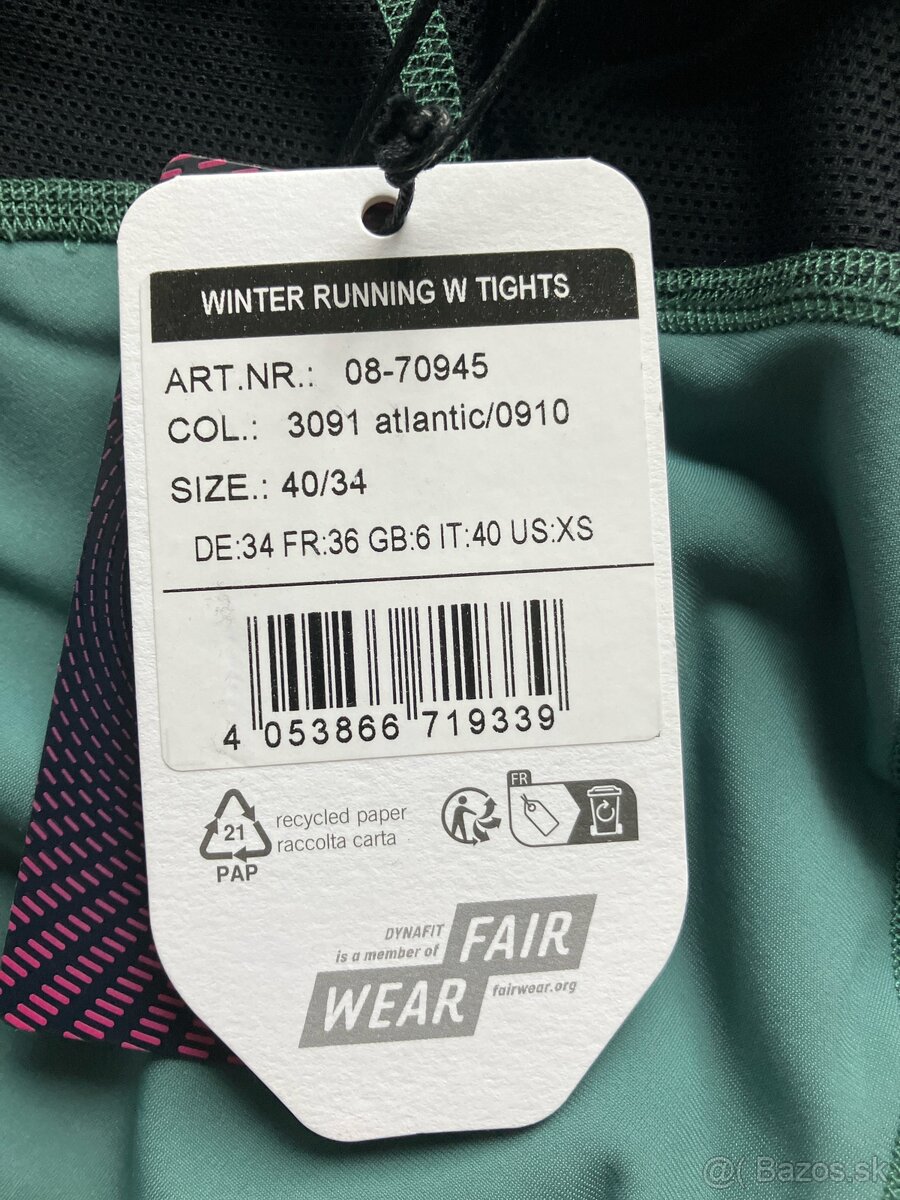 WINTER RUNNING W TIGHTS
ART.NR.: 08-70945
COL.: 3091 atlantic/0910
SIZE.: 40/34
DE:34 FR:36 GB:6 IT:40 US:XS
4 053866 719339
21
PAP
recycled paper
raccolta carta
FR
DYNAFIT
is a member of
FAIR
WEAR
fairwear.org
@( Bazos.sk